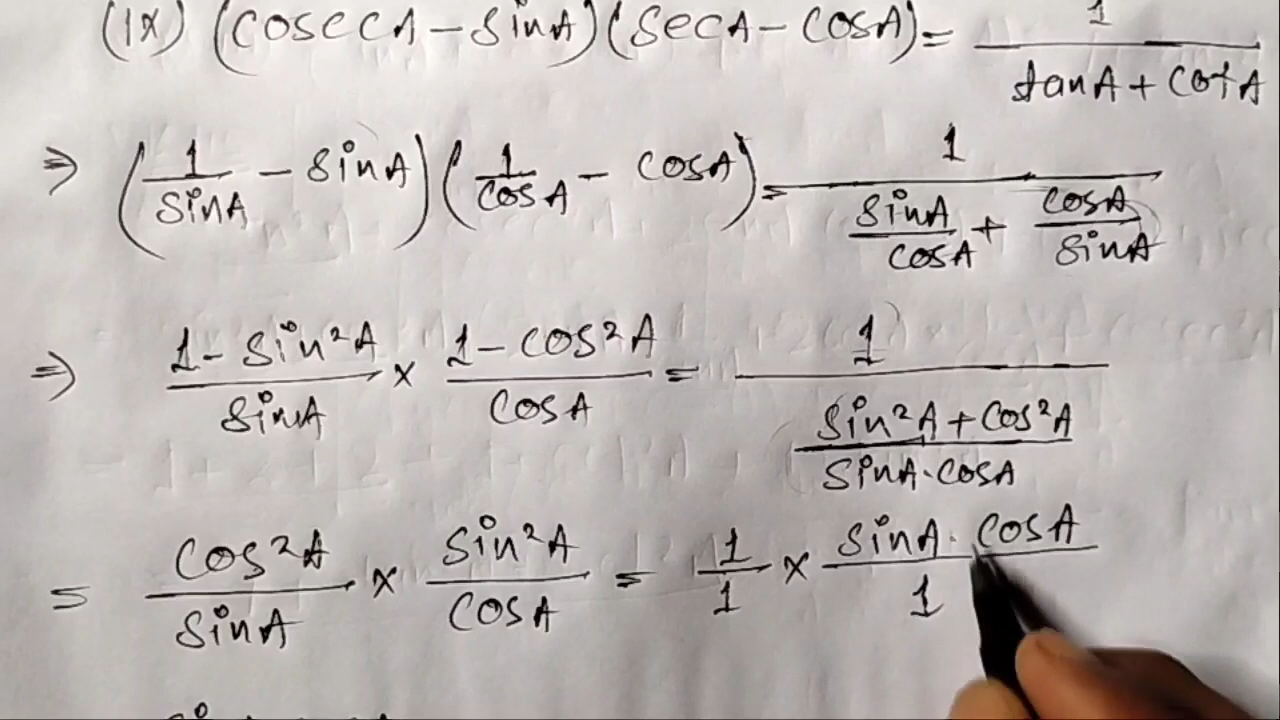 (ix) (cosecA - sinA)(secA - cosA) = 1/(tanA + cotA)
⇒ (1/sinA - sinA)(1/cosA - cosA) = 1/(sinA/cosA + cosA/sinA)
⇒ (1 - sin²A)/sinA × (1 - cos²A)/cosA = 1/((sin²A + cos²A)/(sinA·cosA))
= cos²A/sinA × sin²A/cosA = 1/1 × (sinA·cosA)/1